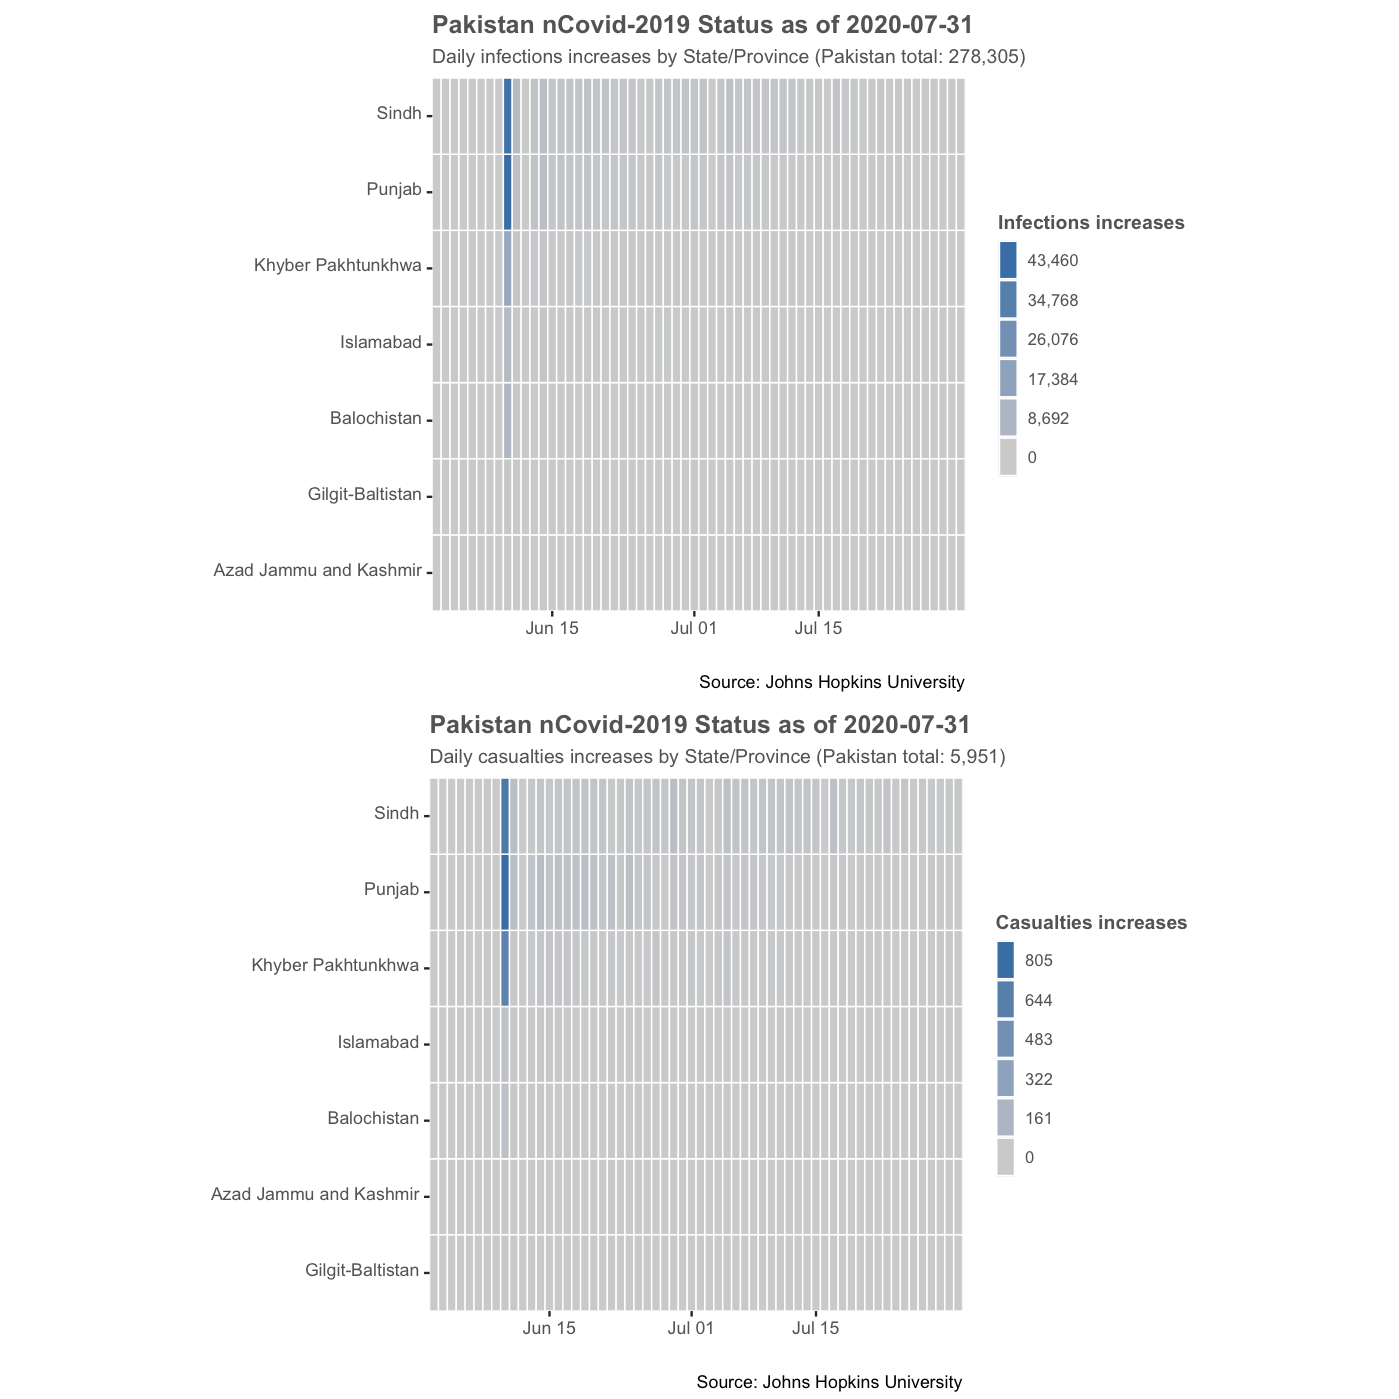 Pakistan nCovid-2019 Status as of 2020-07-31
Daily infections increases by State/Province (Pakistan total: 278,305)
Sindh
Punjab
Khyber Pakhtunkhwa
Islamabad
Balochistan
Gilgit-Baltistan
Azad Jammu and Kashmir
Jun 15
Jul 01
Jul 15
Infections increases
43,460
34,768
26,076
17,384
8,692
0
Source: Johns Hopkins University
Pakistan nCovid-2019 Status as of 2020-07-31
Daily casualties increases by State/Province (Pakistan total: 5,951)
Sindh
Punjab
Khyber Pakhtunkhwa
Islamabad
Balochistan
Azad Jammu and Kashmir
Gilgit-Baltistan
Jun 15
Jul 01
Jul 15
Casualties increases
805
644
483
322
161
0
Source: Johns Hopkins University